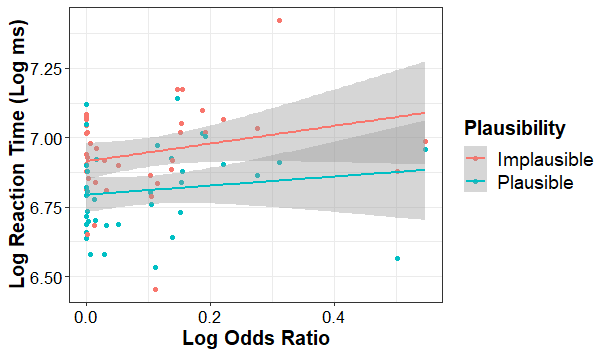 Log Reaction Time (Log ms)
7.25
7.00
6.75
6.50
0.0 0.2 0.4
Log Odds Ratio
Plausibility
Implausible
Plausible